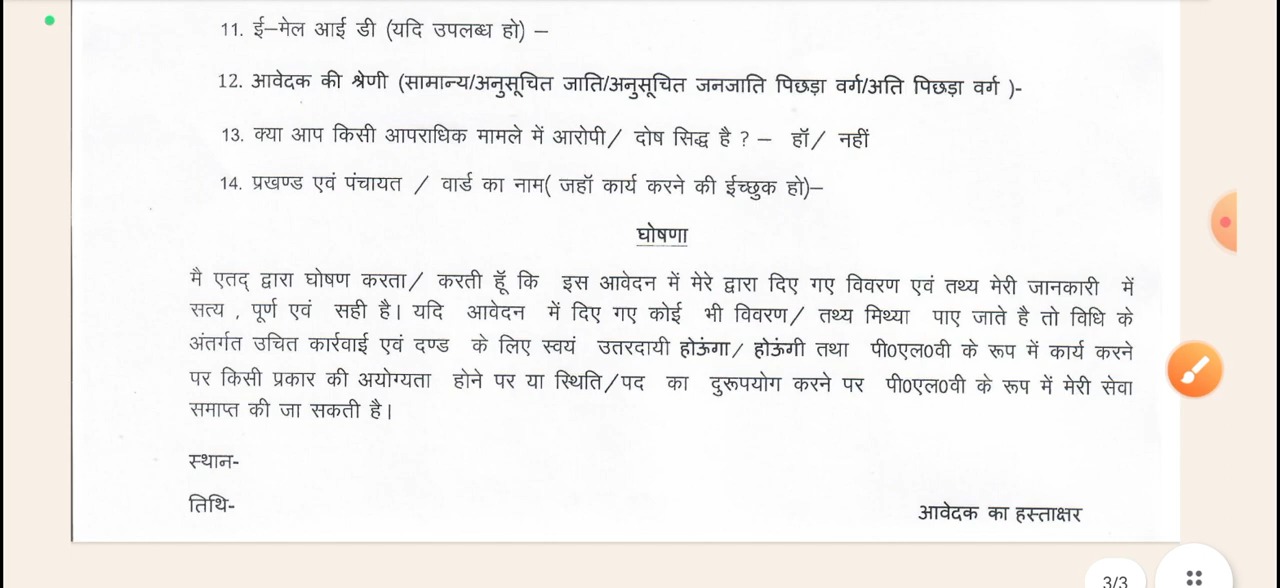 11. ई–मेल आई डी (यदि उपलब्ध हो) –
12. आवेदक की श्रेणी (सामान्य/अनुसूचित जाति/अनुसूचित जनजाति पिछड़ा वर्ग/अति पिछड़ा वर्ग )-
13. क्या आप किसी आपराधिक मामले में आरोपी/ दोष सिद्ध है ? – हॉ/ नहीं
14. प्रखण्ड एवं पंचायत / वार्ड का नाम( जहॉ कार्य करने की ईच्छुक हो)–
घोषणा
मै एतद् द्वारा घोषण करता/ करती हूँ कि इस आवेदन में मेरे द्वारा दिए गए विवरण एवं तथ्य मेरी जानकारी में
सत्य , पूर्ण एवं सही है। यदि आवेदन में दिए गए कोई भी विवरण/ तथ्य मिथ्या पाए जाते है तो विधि के
अंतर्गत उचित कार्रवाई एवं दण्ड के लिए स्वयं उतरदायी होऊंगा/ होऊंगी तथा पी0एल0वी के रूप में कार्य करने
पर किसी प्रकार की अयोग्यता होने पर या स्थिति/पद का दुरूपयोग करने पर पी0एल0वी के रूप में मेरी सेवा
समाप्त की जा सकती है।
स्थान-
तिथि-
आवेदक का हस्ताक्षर
3/3